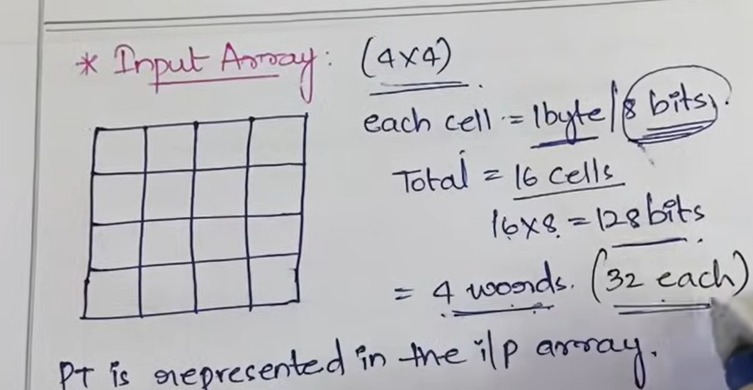 * Input Array: (4x4)
each cell = 1byte/8 bits.
Total = 16 cells
16x8 = 128 bits
= 4 words. (32 each)
PT is represented in the i/p array.